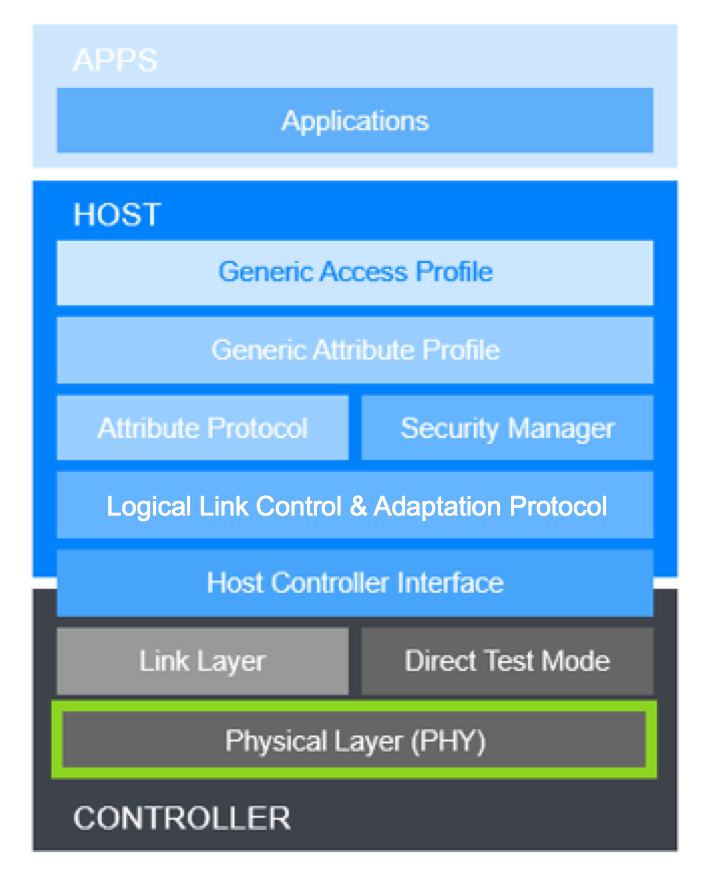 APPS
Applications
HOST
Generic Access Profile
Generic Attribute Profile
Attribute Protocol
Security Manager
Logical Link Control & Adaptation Protocol
Host Controller Interface
Link Layer
Direct Test Mode
Physical Layer (PHY)
CONTROLLER